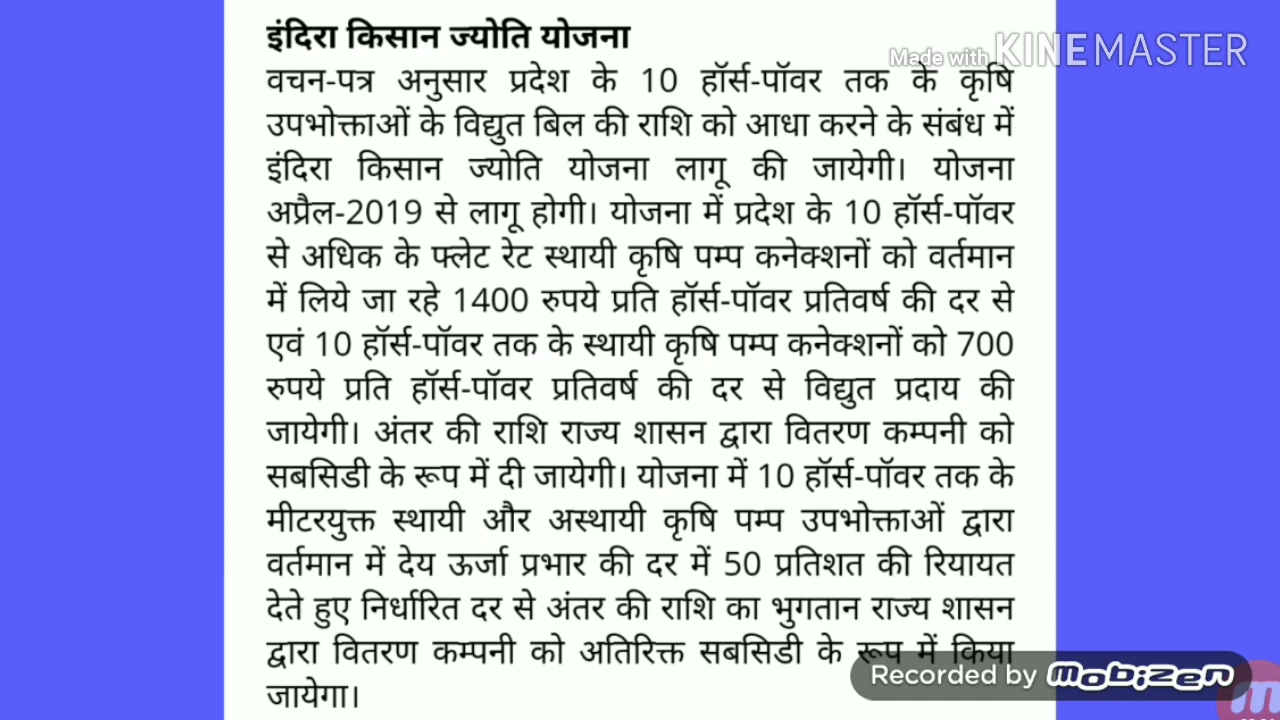 इंदिरा किसान ज्योति योजना
Made with KINEMASTER
वचन-पत्र अनुसार प्रदेश के 10 हॉर्स-पॉवर तक के कृषि
उपभोक्ताओं के विद्युत बिल की राशि को आधा करने के संबंध में
इंदिरा किसान ज्योति योजना लागू की जायेगी। योजना
अप्रैल-2019 से लागू होगी। योजना में प्रदेश के 10 हॉर्स-पॉवर
से अधिक के फ्लेट रेट स्थायी कृषि पम्प कनेक्शनों को वर्तमान
में लिये जा रहे 1400 रुपये प्रति हॉर्स-पॉवर प्रतिवर्ष की दर से
एवं 10 हॉर्स-पॉवर तक के स्थायी कृषि पम्प कनेक्शनों को 700
रुपये प्रति हॉर्स-पॉवर प्रतिवर्ष की दर से विद्युत प्रदाय की
जायेगी। अंतर की राशि राज्य शासन द्वारा वितरण कम्पनी को
सबसिडी के रूप में दी जायेगी। योजना में 10 हॉर्स-पॉवर तक के
मीटरयुक्त स्थायी और अस्थायी कृषि पम्प उपभोक्ताओं द्वारा
वर्तमान में देय ऊर्जा प्रभार की दर में 50 प्रतिशत की रियायत
देते हुए निर्धारित दर से अंतर की राशि का भुगतान राज्य शासन
द्वारा वितरण कम्पनी को अतिरिक्त सबसिडी के रूप में किया
जायेगा।
Recorded by MOBIZEN